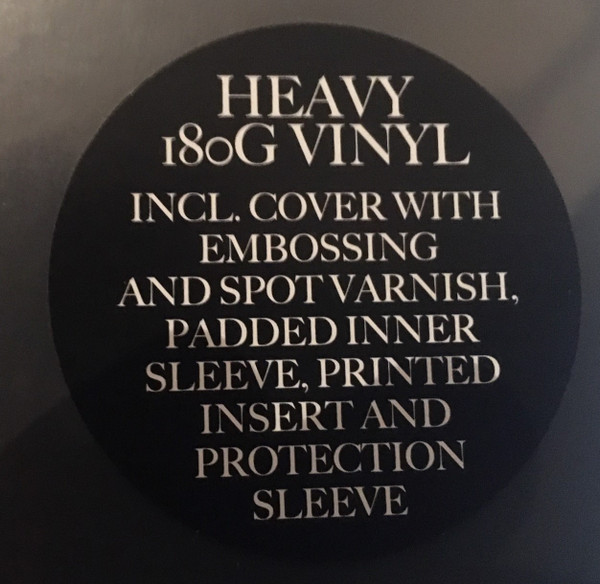 HEAVY
180G VINYL
INCL. COVER WITH
EMBOSSING
AND SPOT VARNISH,
PADDED INNER
SLEEVE, PRINTED
INSERT AND
PROTECTION
SLEEVE